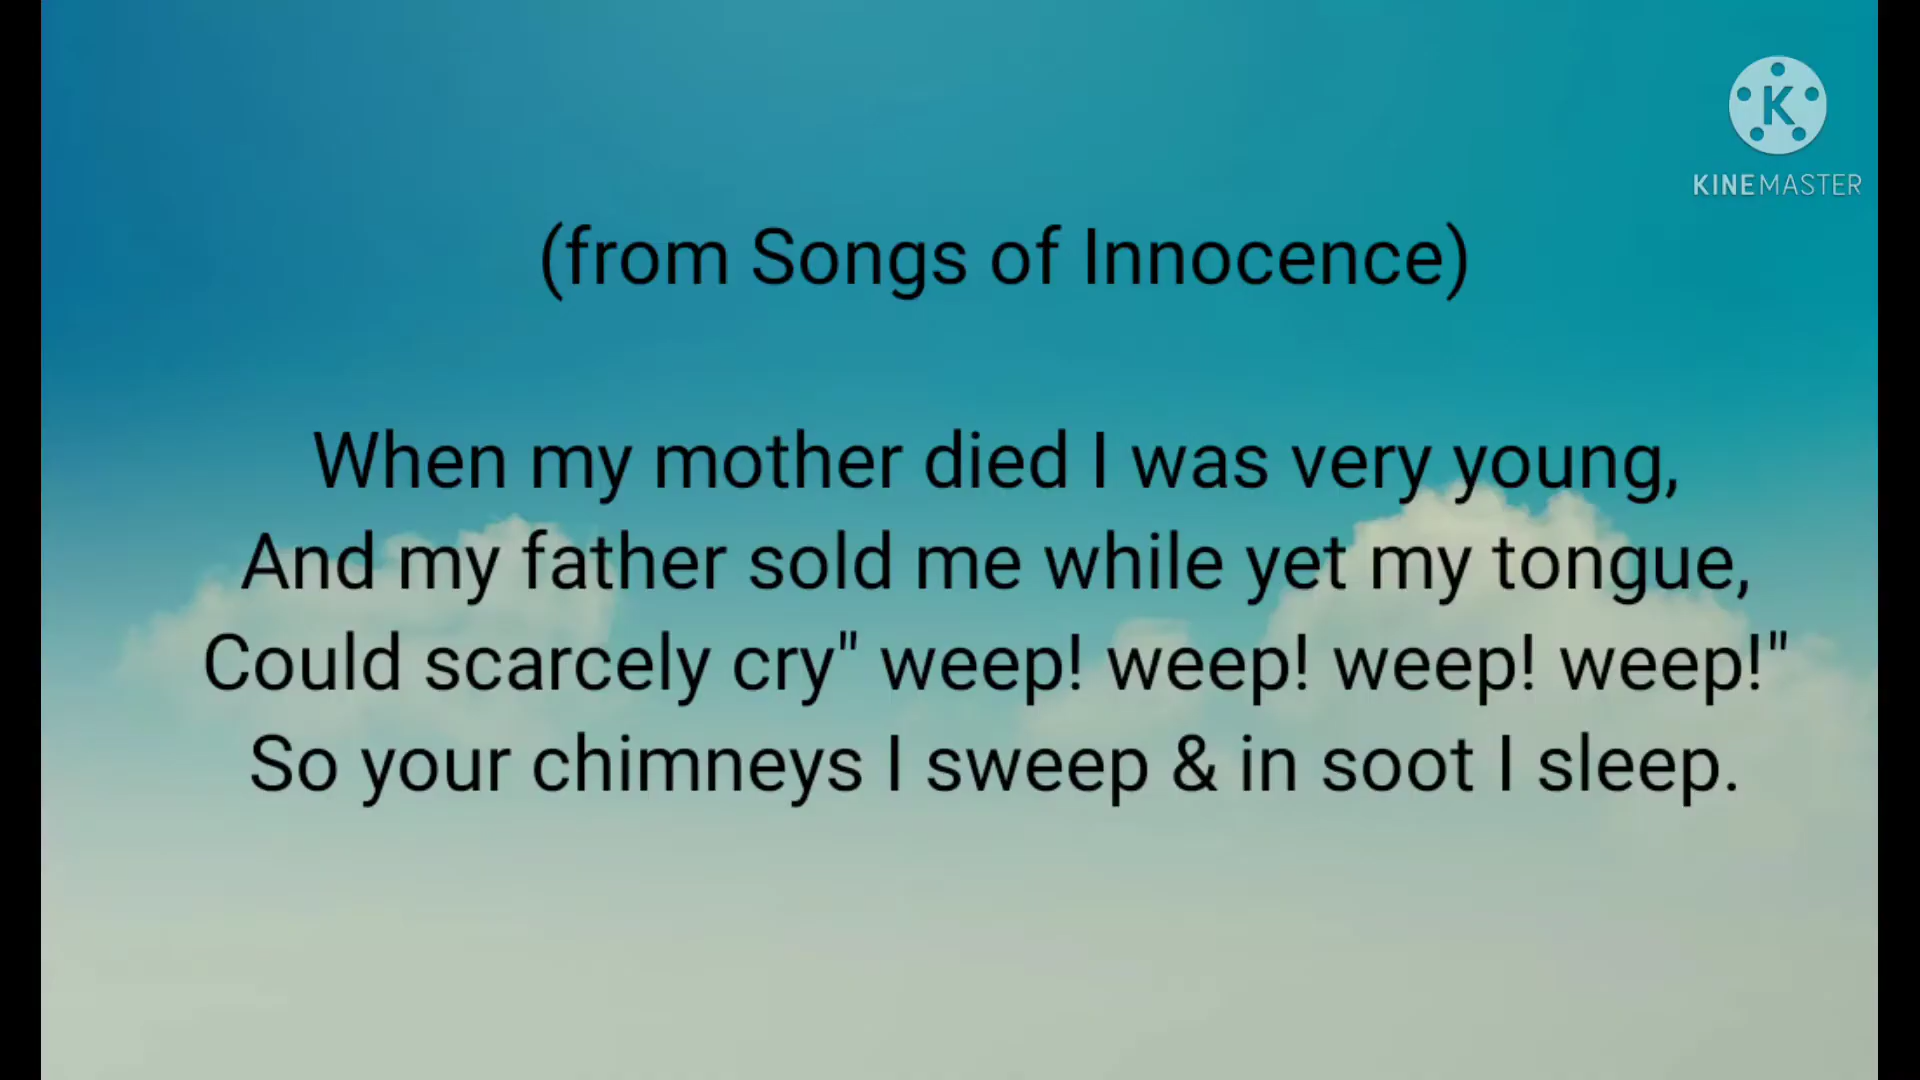 K
KINEMASTER
(from Songs of Innocence)
When my mother died I was very young,
And my father sold me while yet my tongue,
Could scarcely cry" weep! weep! weep! weep!"
So your chimneys I sweep & in soot I sleep.